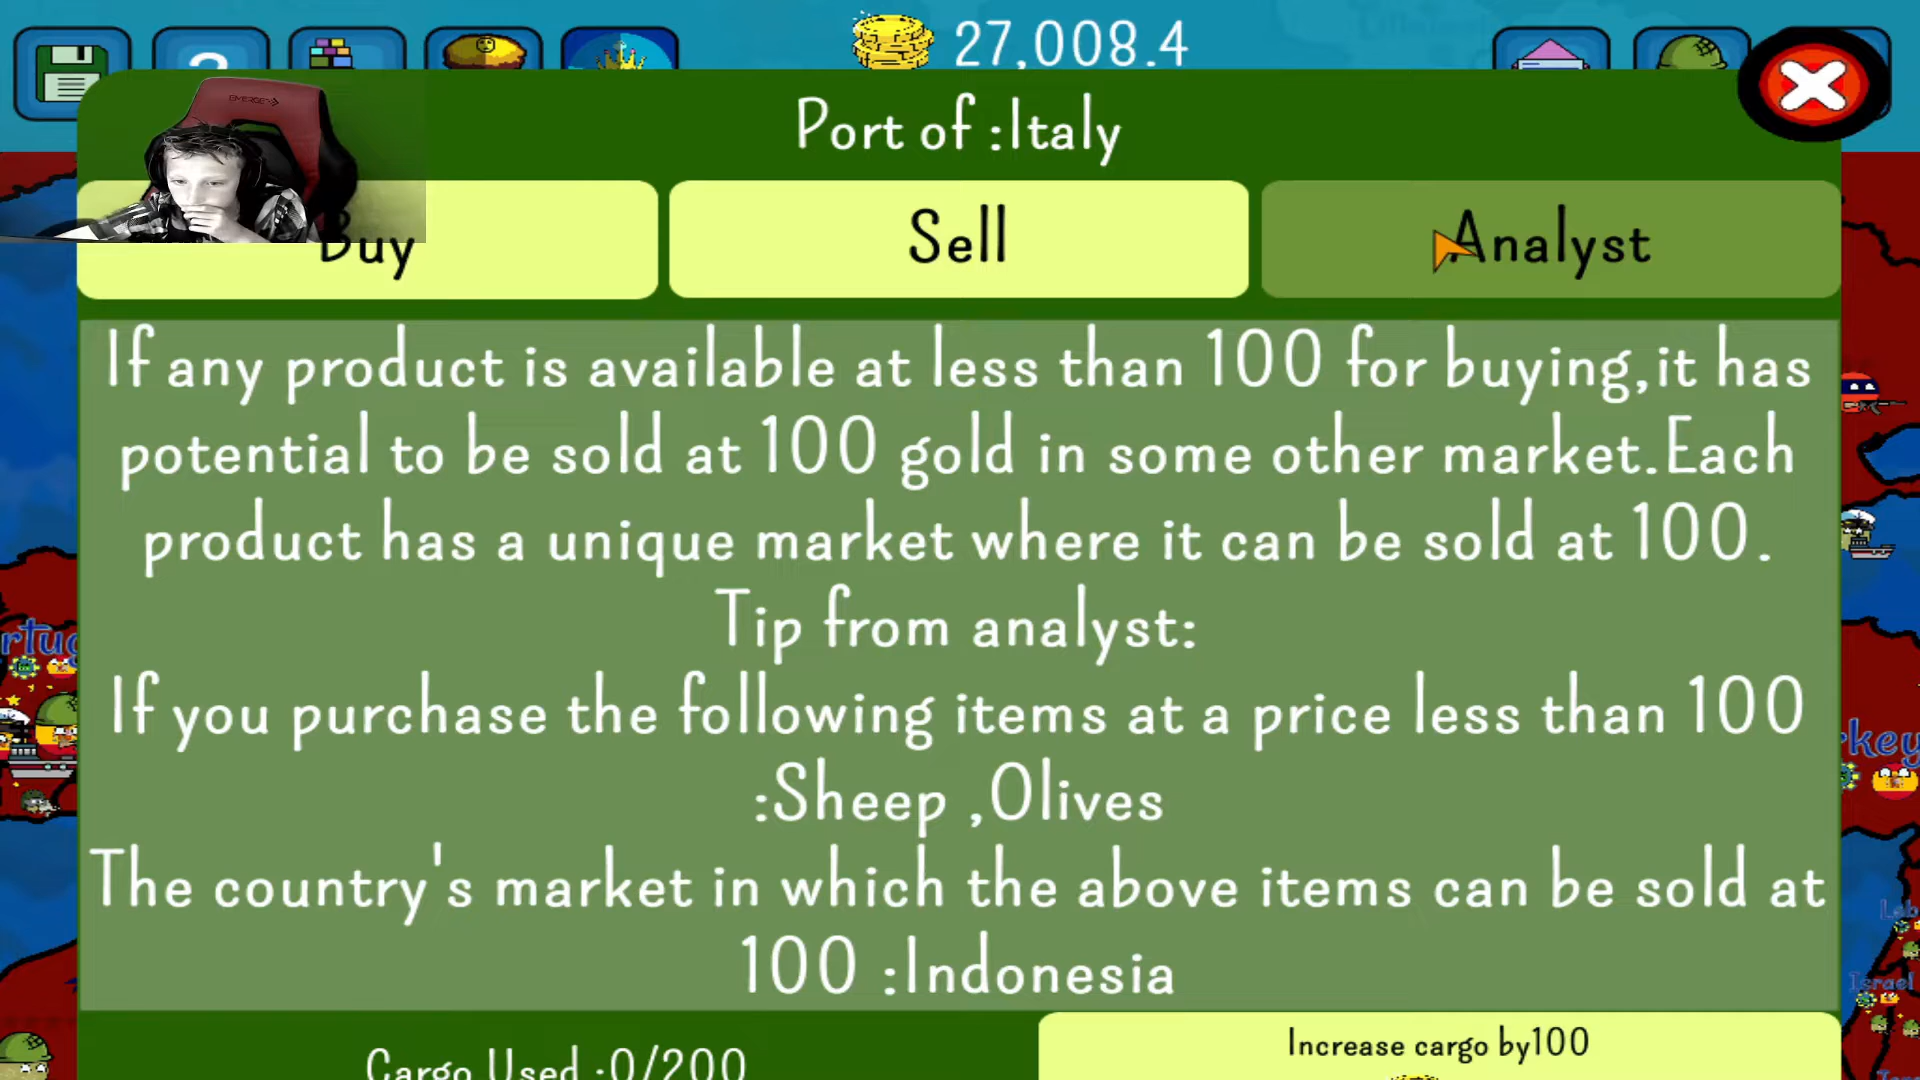 27,008.4
Port of :Italy
Buy
Sell
Analyst
If any product is available at less than 100 for buying,it has
potential to be sold at 100 gold in some other market.Each
product has a unique market where it can be sold at 100.
Tip from analyst:
If you purchase the following items at a price less than 100
:Sheep ,Olives
The country's market in which the above items can be sold at
100 :Indonesia
Cargo Used :0/200
Increase cargo by100
Israel